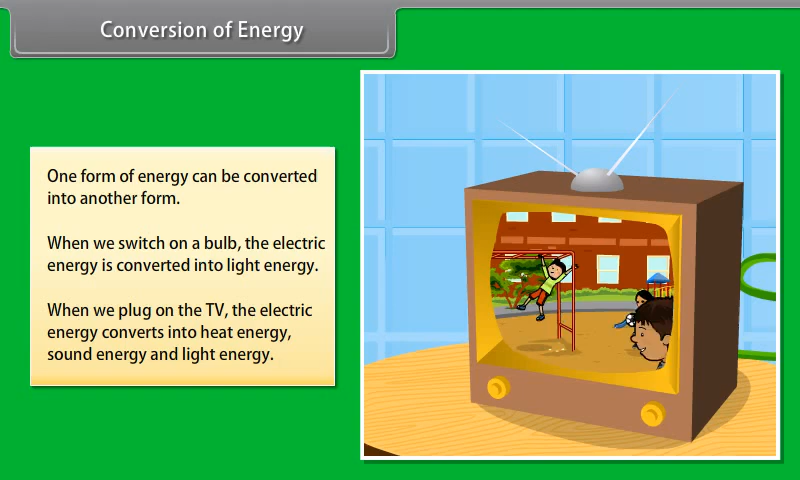 Conversion of Energy
One form of energy can be converted
into another form.
When we switch on a bulb, the electric
energy is converted into light energy.
When we plug on the TV, the electric
energy converts into heat energy,
sound energy and light energy.